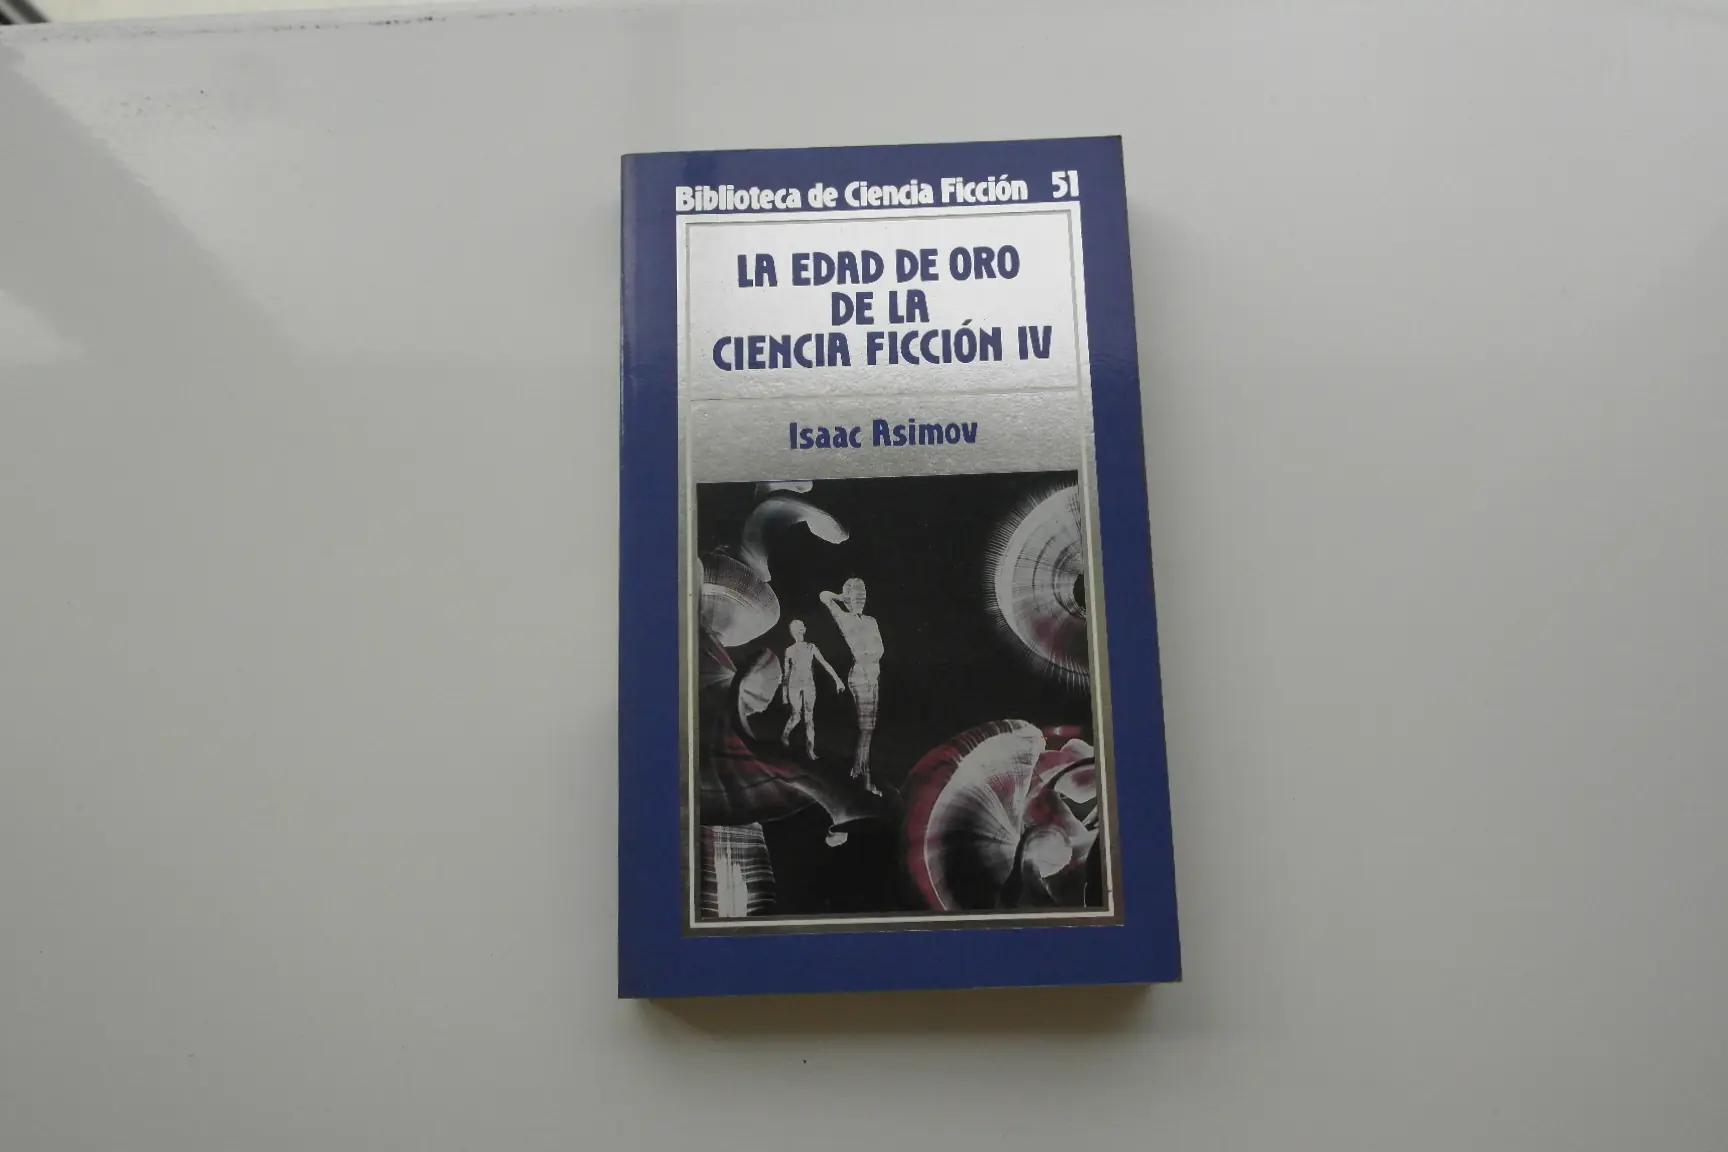 Biblioteca de Ciencia Ficción 51
LA EDAD DE ORO
DE LA
CIENCIA FICCIÓN IV
Isaac Asimov